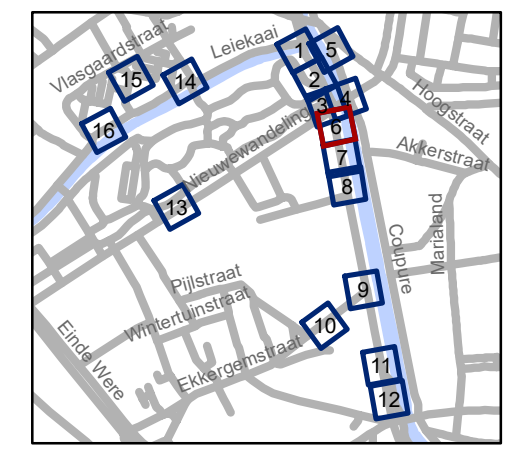 Vlasgaardstraat
Leiekaai
1
5
2
15
14
3
4
Hoogstraat
16
6
Nieuwewandeling
7
Akkerstraat
8
13
Marialand
Coupure
Pijlstraat
9
Wintertuinstraat
10
Einde Were
Ekkergemstraat
11
12